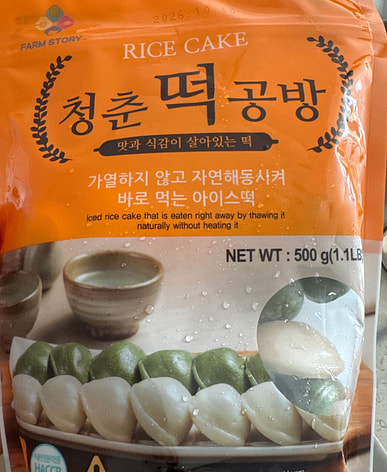 FARM STORY
RICE CAKE
청춘떡공방
맛과 식감이 살아있는 떡
가열하지 않고 자연해동시켜
바로 먹는 아이스떡
Iced rice cake that is eaten right away by thawing it
naturally without heating it
NET WT : 500 g(1.1LB
HACCP